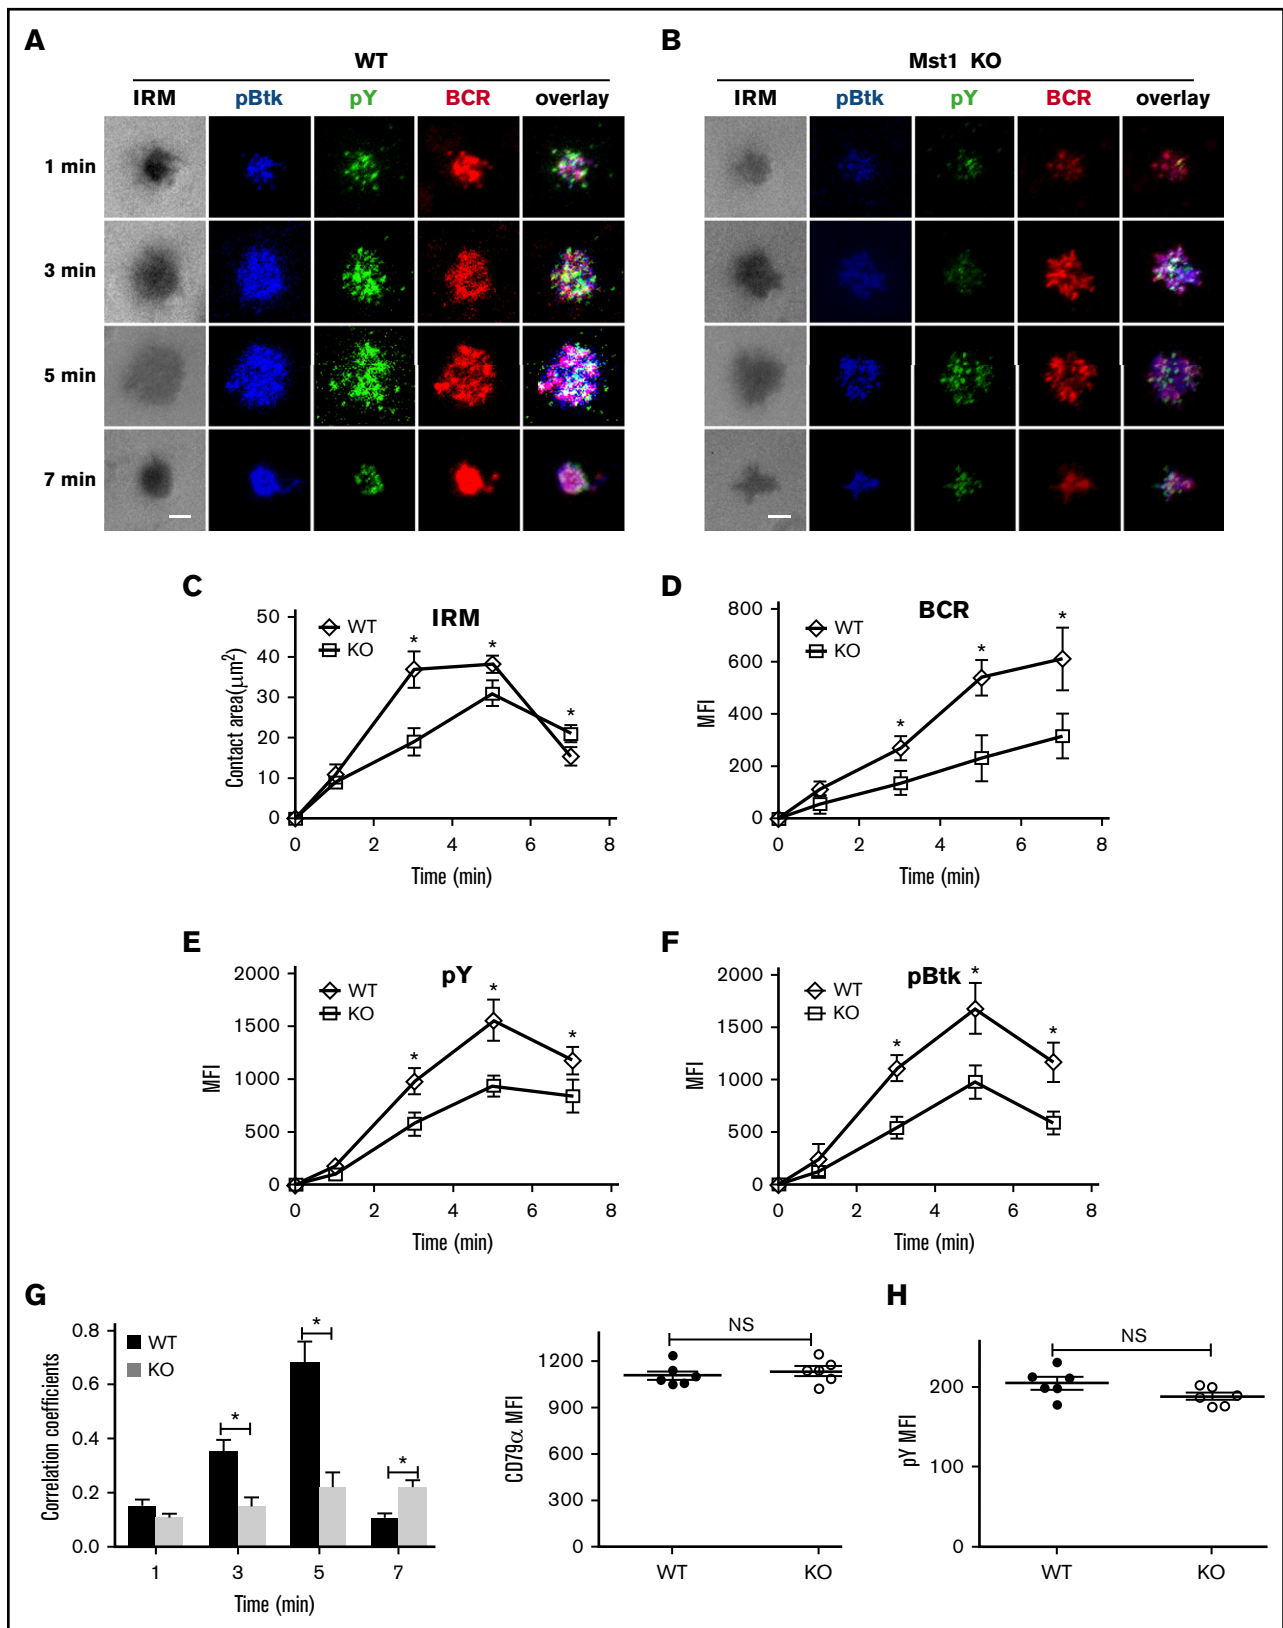 A
B
WT
Mst1 KO
IRM pBtk pY BCR overlay
IRM pBtk pY BCR overlay
1 min
3 min
5 min
7 min
C
IRM
WT
KO
Contact area(μm²)
50
40
30
20
10
0
0 2 4 6 8
Time (min)
* * *
D
BCR
WT
KO
MFI
800
600
400
200
0
0 2 4 6 8
Time (min)
* * *
E
pY
WT
KO
MFI
2000
1500
1000
500
0
0 2 4 6 8
Time (min)
* * *
F
pBtk
WT
KO
MFI
2000
1500
1000
500
0
0 2 4 6 8
Time (min)
* * *
G
WT
KO
Correlation coefficients
0.8
0.6
0.4
0.2
0.0
1 3 5 7
Time (min)
* * *
CD79α MFI
1200
900
600
300
0
NS
WT KO
H
pY MFI
200
100
0
NS
WT KO